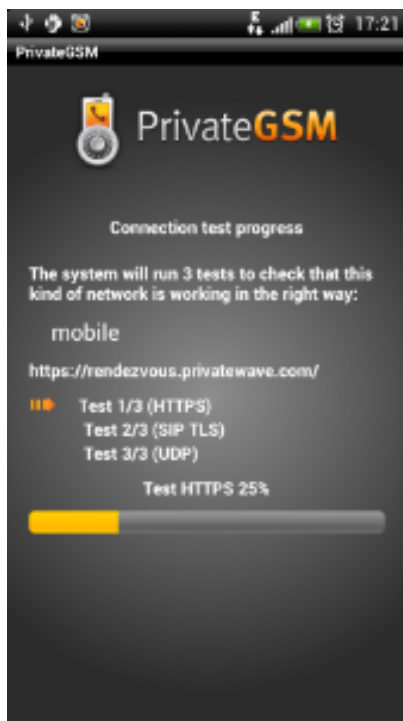 17:21
PrivateGSM
PrivateGSM
Connection test progress
The system will run 3 tests to check that this
kind of network is working in the right way:
mobile
https://rendezvous.privatewave.com/
Test 1/3 (HTTPS)
Test 2/3 (SIP TLS)
Test 3/3 (UDP)
Test HTTPS 25%